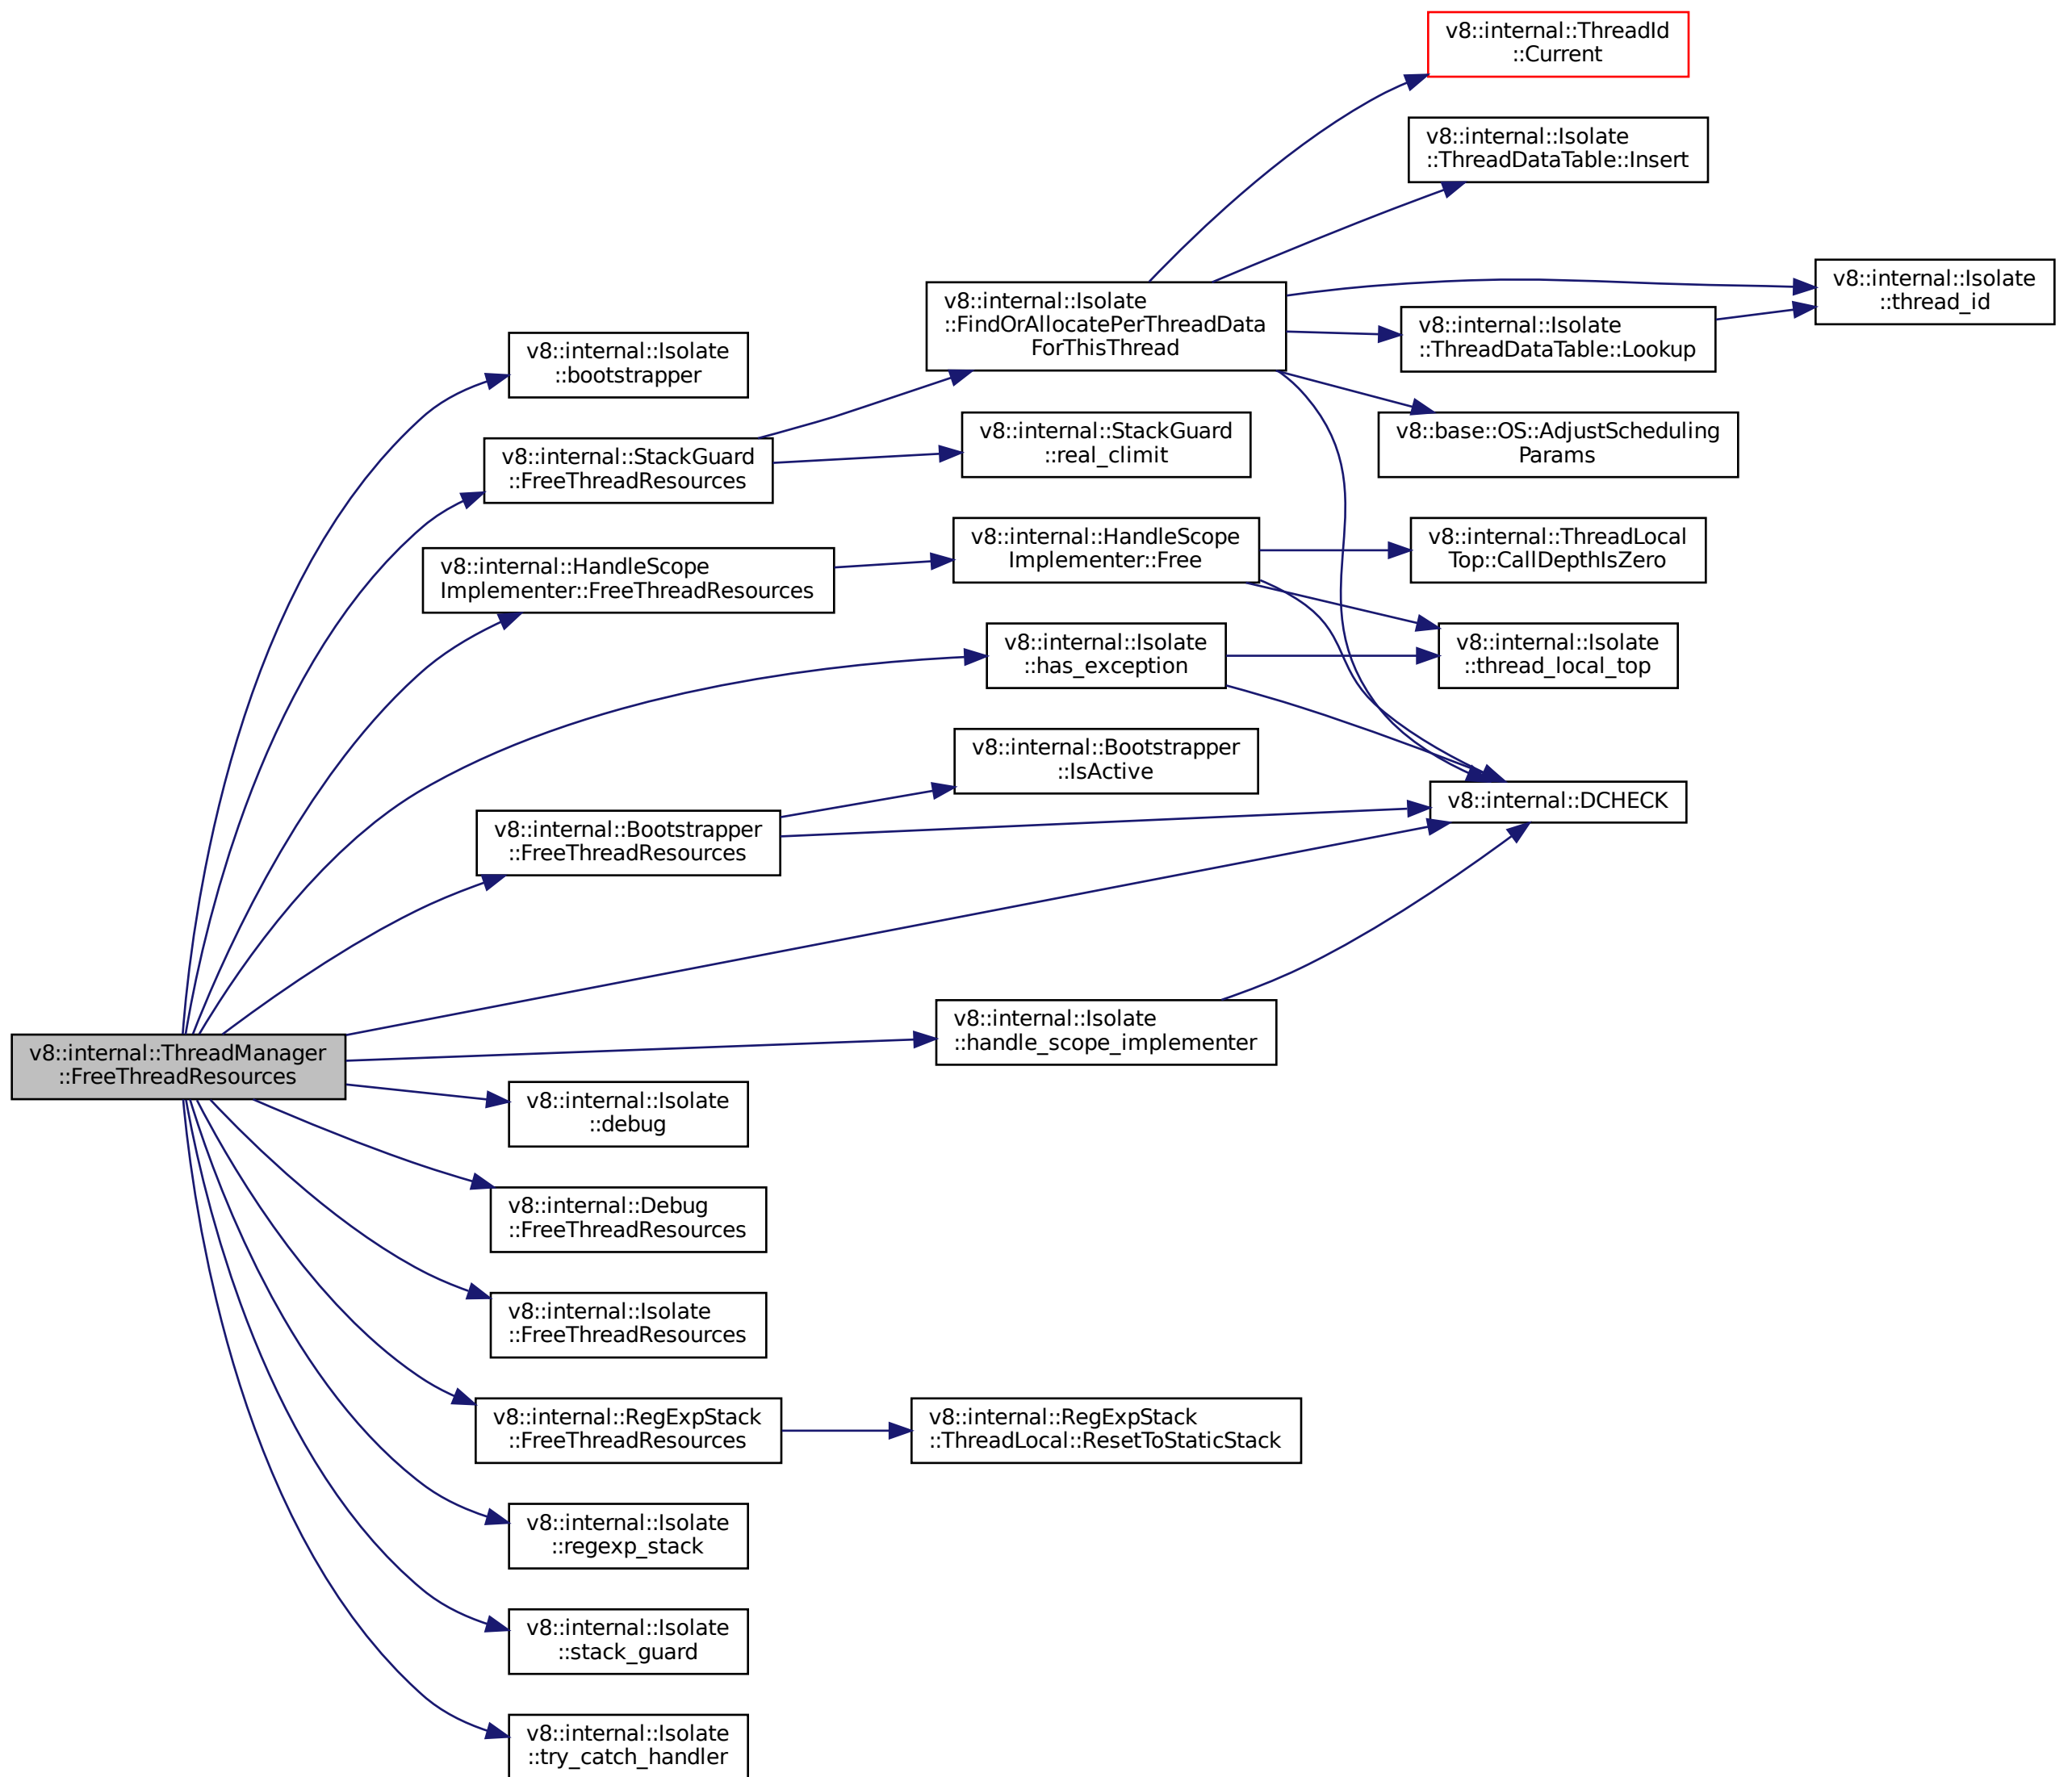 v8::internal::ThreadId
::Current
v8::internal::Isolate
::ThreadDataTable::Insert
v8::internal::Isolate
::thread_id
v8::internal::Isolate
::FindOrAllocatePerThreadData
ForThisThread
v8::internal::Isolate
::ThreadDataTable::Lookup
v8::internal::Isolate
::bootstrapper
v8::base::OS::AdjustScheduling
Params
v8::internal::StackGuard
::real_climit
v8::internal::StackGuard
::FreeThreadResources
v8::internal::HandleScope
Implementer::Free
v8::internal::ThreadLocal
Top::CallDepthIsZero
v8::internal::HandleScope
Implementer::FreeThreadResources
v8::internal::Isolate
::has_exception
v8::internal::Isolate
::thread_local_top
v8::internal::Bootstrapper
::IsActive
v8::internal::DCHECK
v8::internal::Bootstrapper
::FreeThreadResources
v8::internal::Isolate
::handle_scope_implementer
v8::internal::ThreadManager
::FreeThreadResources
v8::internal::Isolate
::debug
v8::internal::Debug
::FreeThreadResources
v8::internal::Isolate
::FreeThreadResources
v8::internal::RegExpStack
::FreeThreadResources
v8::internal::RegExpStack
::ThreadLocal::ResetToStaticStack
v8::internal::Isolate
::regexp_stack
v8::internal::Isolate
::stack_guard
v8::internal::Isolate
::try_catch_handler